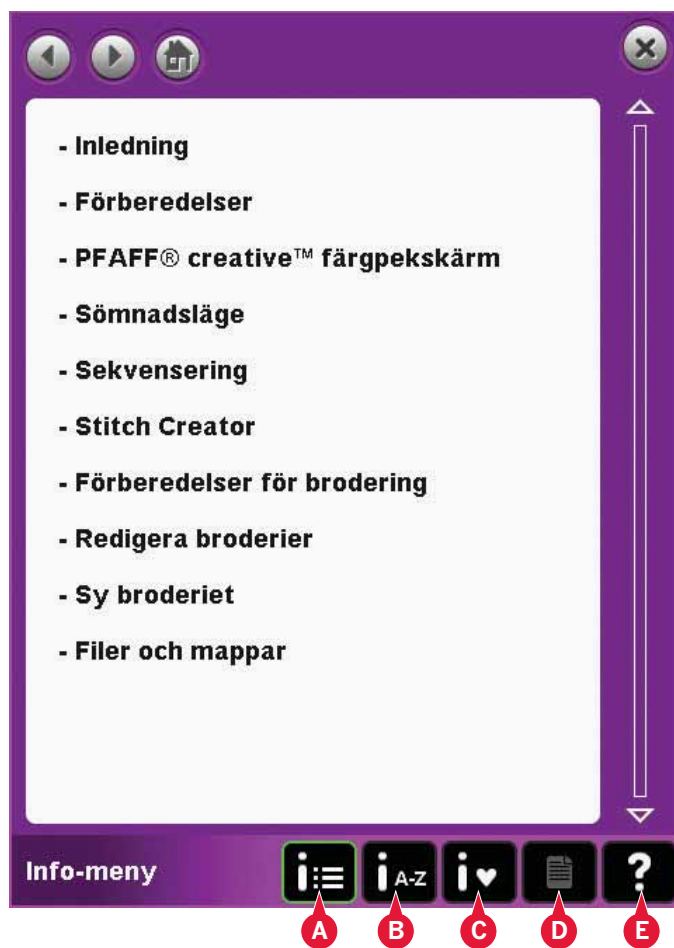 - Inledning
- Förberedelser
- PFAFF® creative™ färgpekskärm
- Sömnadsläge
- Sekvensering
- Stitch Creator
- Förberedelser för brodering
- Redigera broderier
- Sy broderiet
- Filer och mappar
Info-meny i i A-Z i ♥ ?
A B C D E